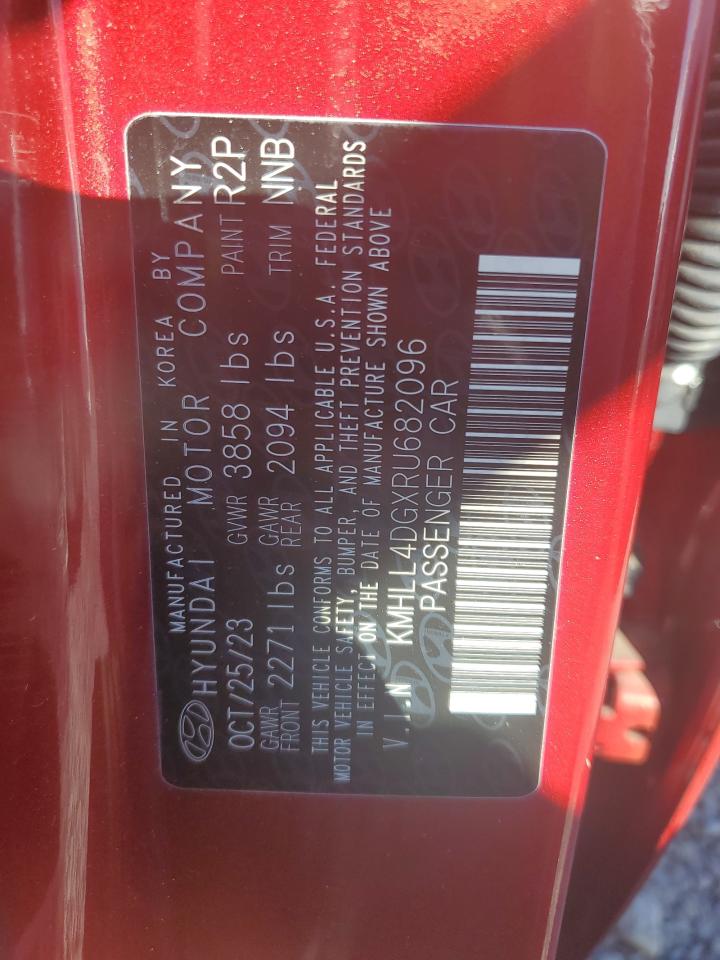 MANUFACTURED IN KOREA BY
HYUNDAI MOTOR COMPANY
OCT/25/23 GVWR 3858 lbs PAINT R2P
GAWR FRONT 2271lbs GAWR REAR 2094 lbs TRIM NNB
THIS VEHICLE CONFORMS TO ALL APPLICABLE U.S.A. FEDERAL
MOTOR VEHICLE SAFETY, BUMPER, AND THEFT PREVENTION STANDARDS
IN EFFECT ON THE DATE OF MANUFACTURE SHOWN ABOVE
V.I.N KMHLL4DGXRU682096
PASSENGER CAR